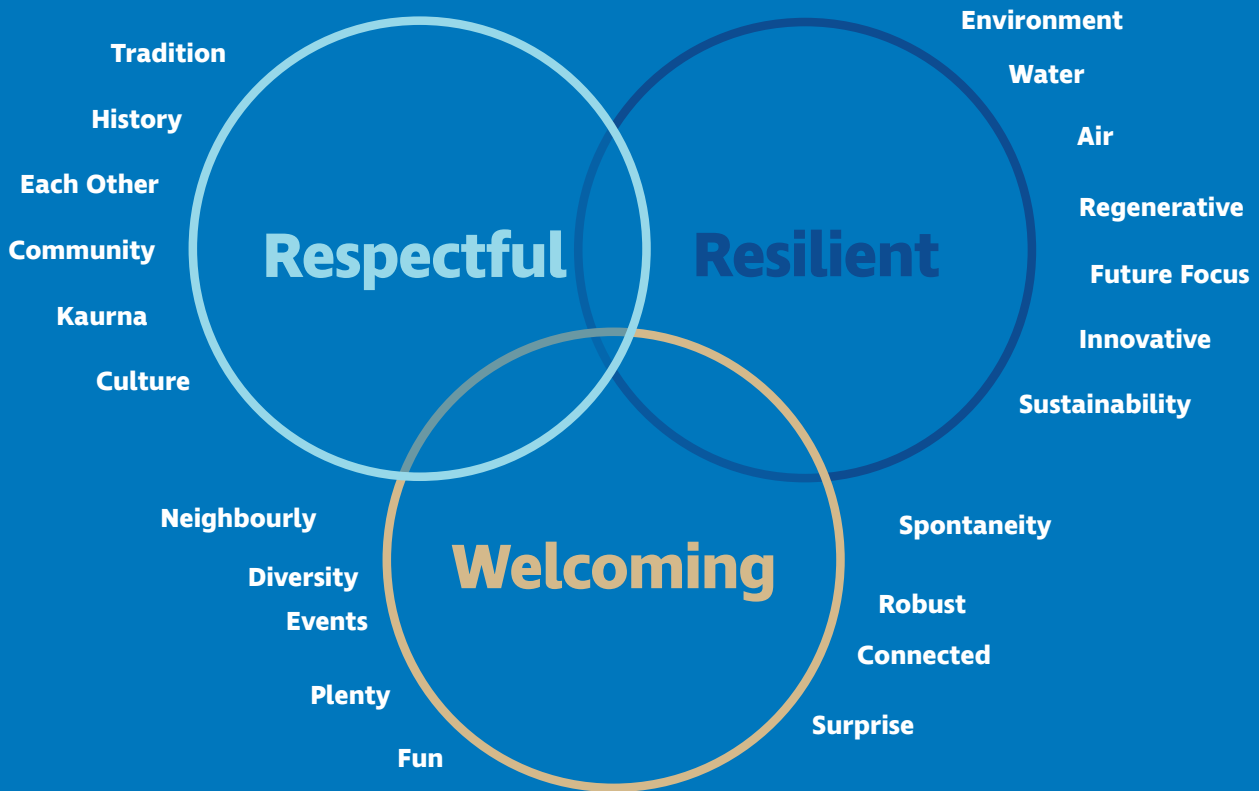 Tradition
History
Each Other
Community
Kaurna
Culture
Respectful
Environment
Water
Air
Regenerative
Future Focus
Innovative
Sustainability
Resilient
Neighbourly
Diversity
Events
Plenty
Fun
Welcoming
Spontaneity
Robust
Connected
Surprise